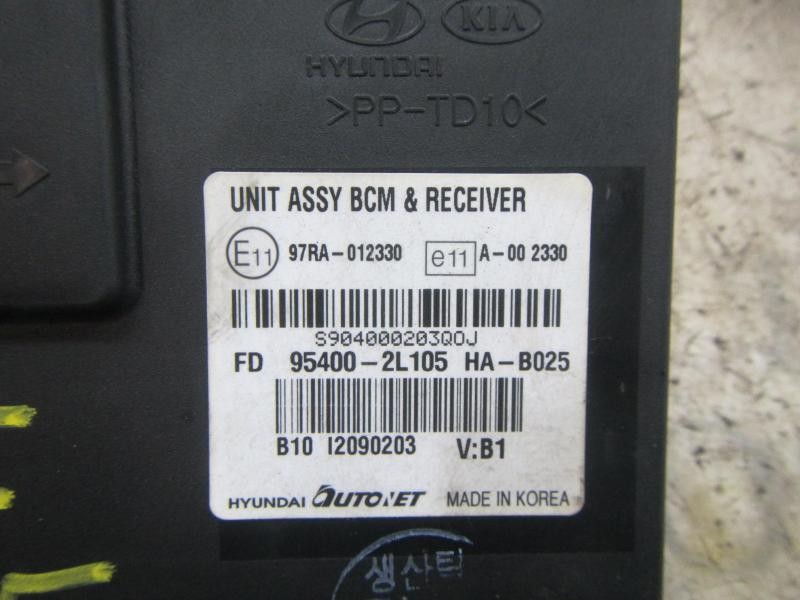 KIA
HYUNDAI
>PP-TD10<
UNIT ASSY BCM & RECEIVER
E11 97RA-012330 e11 A-00 2330
S904000203QOJ
FD 95400-2L105 HA-B025
B10 I2090203 V:B1
HYUNDAI AUTONET MADE IN KOREA
생산팀